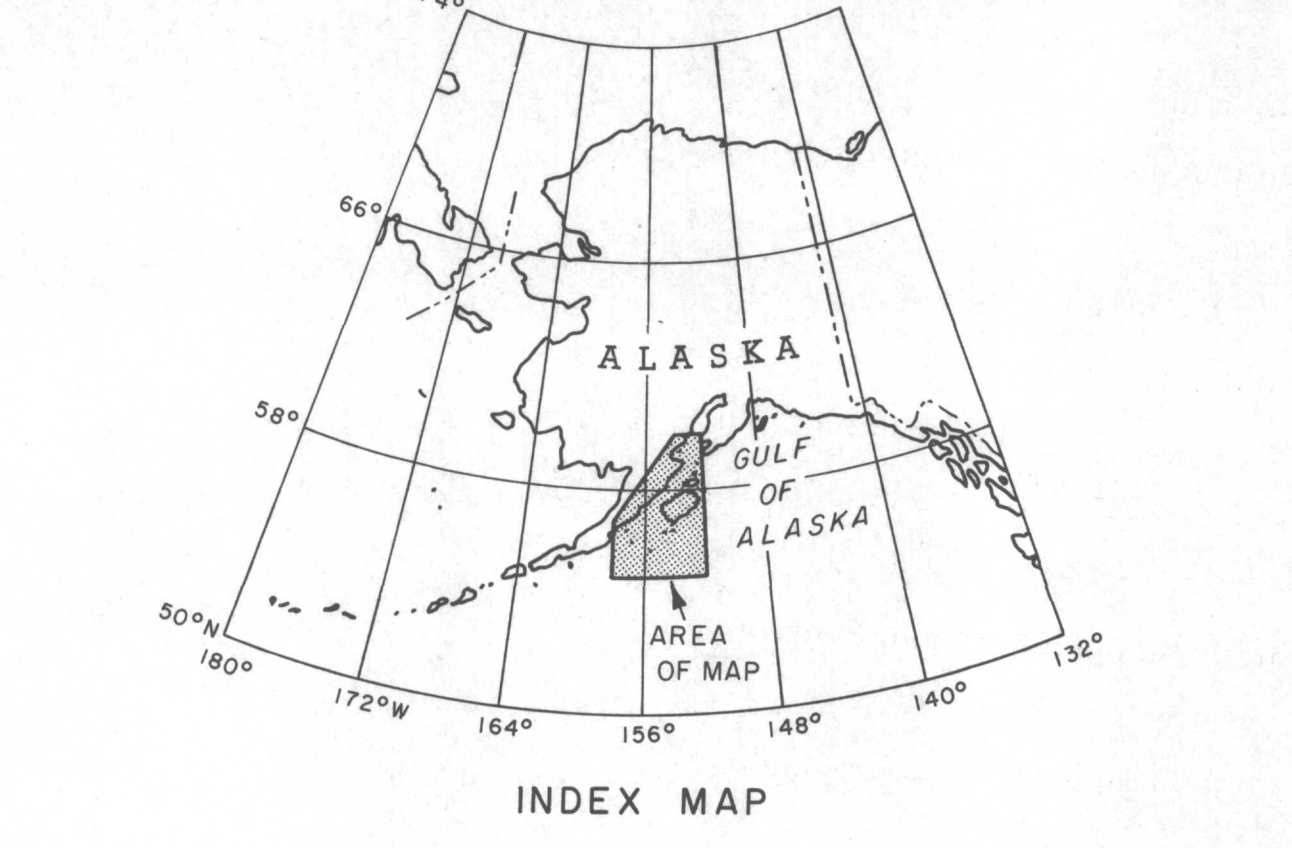 74°
66°
ALASKA
58°
GULF
OF
ALASKA
50°N
180°
172°W
164°
156°
148°
140°
132°
AREA
OF MAP
INDEX MAP